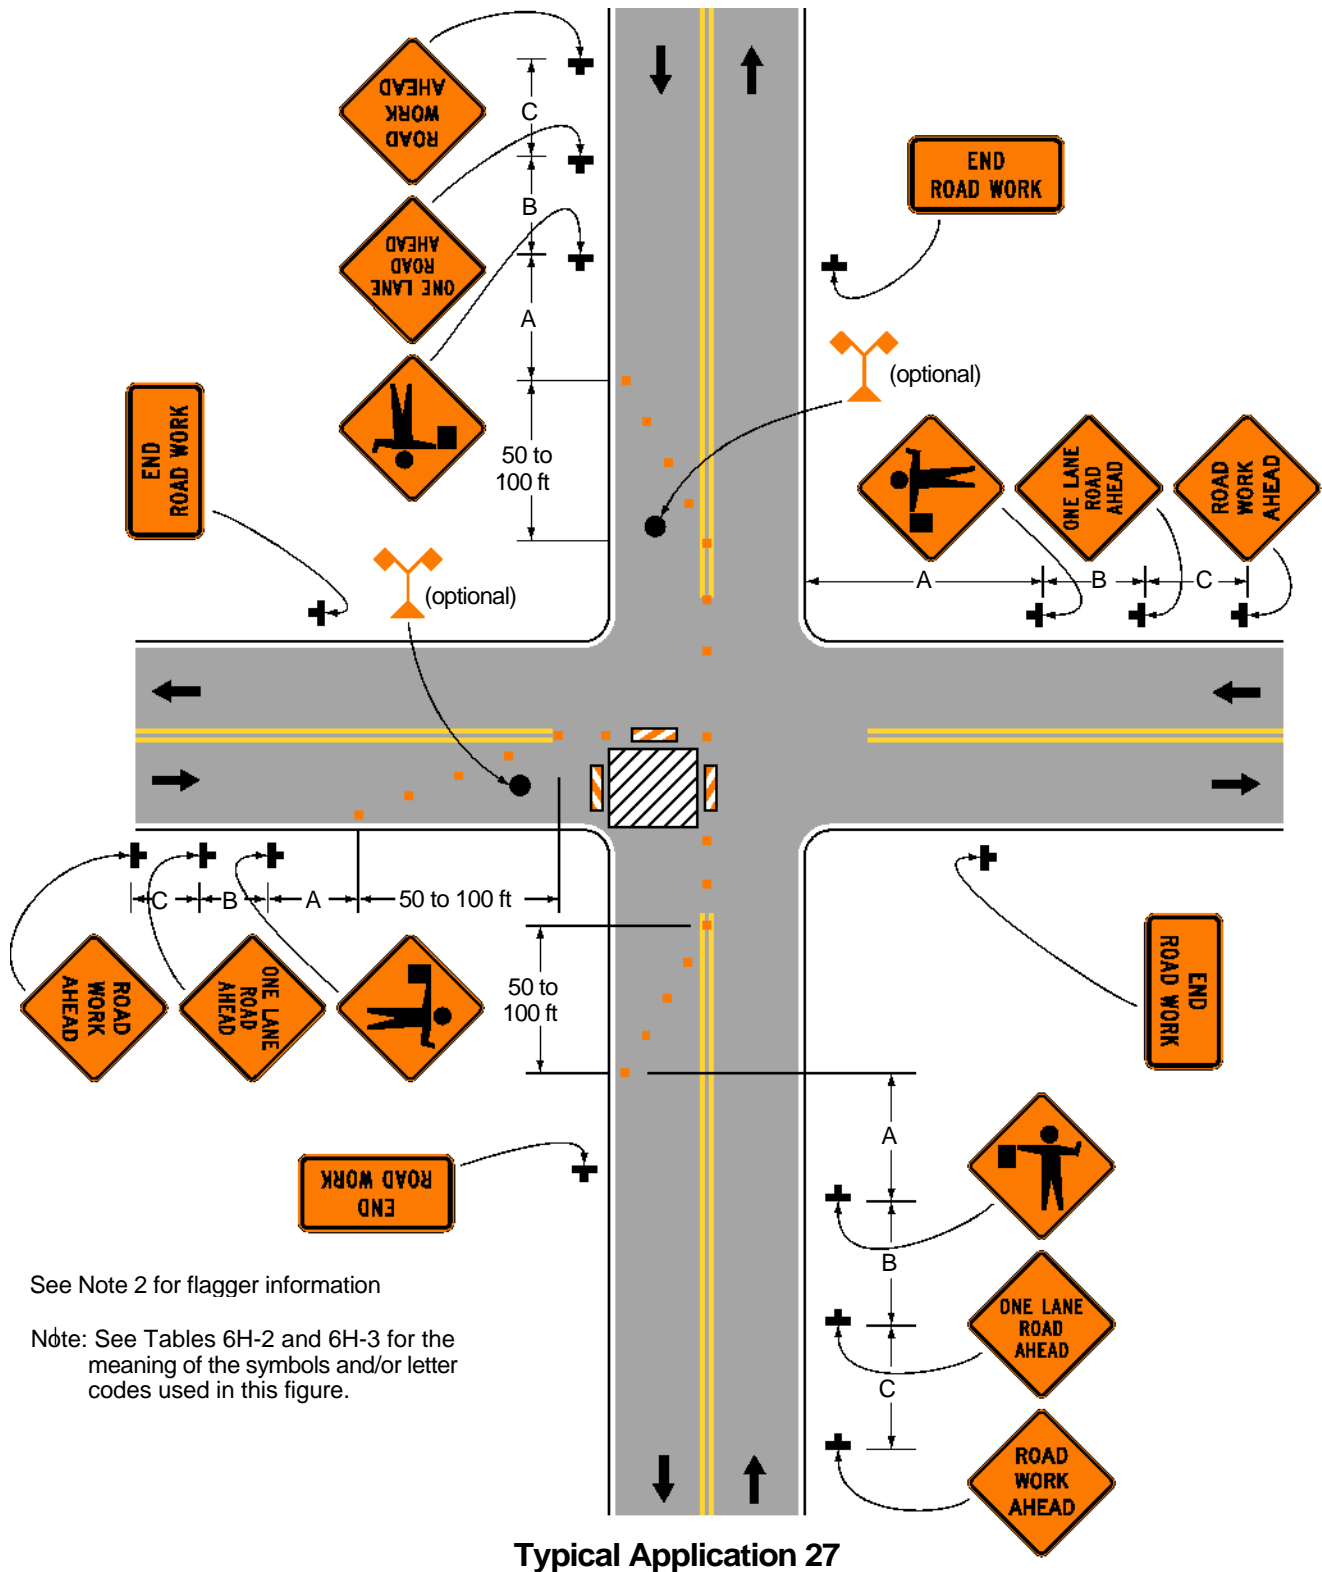 ROAD
WORK
AHEAD
C
END
ROAD WORK
B
ONE LANE
ROAD
AHEAD
A
(optional)
50 to
100 ft
END
ROAD WORK
ONE LANE
ROAD
AHEAD
ROAD
WORK
AHEAD
A
B
C
(optional)
C
B
A
50 to 100 ft
ROAD
WORK
AHEAD
ONE LANE
ROAD
AHEAD
50 to
100 ft
END
ROAD WORK
A
END
ROAD WORK
B
ONE LANE
ROAD
AHEAD
C
ROAD
WORK
AHEAD
See Note 2 for flagger information
Note: See Tables 6H-2 and 6H-3 for the
meaning of the symbols and/or letter
codes used in this figure.
Typical Application 27